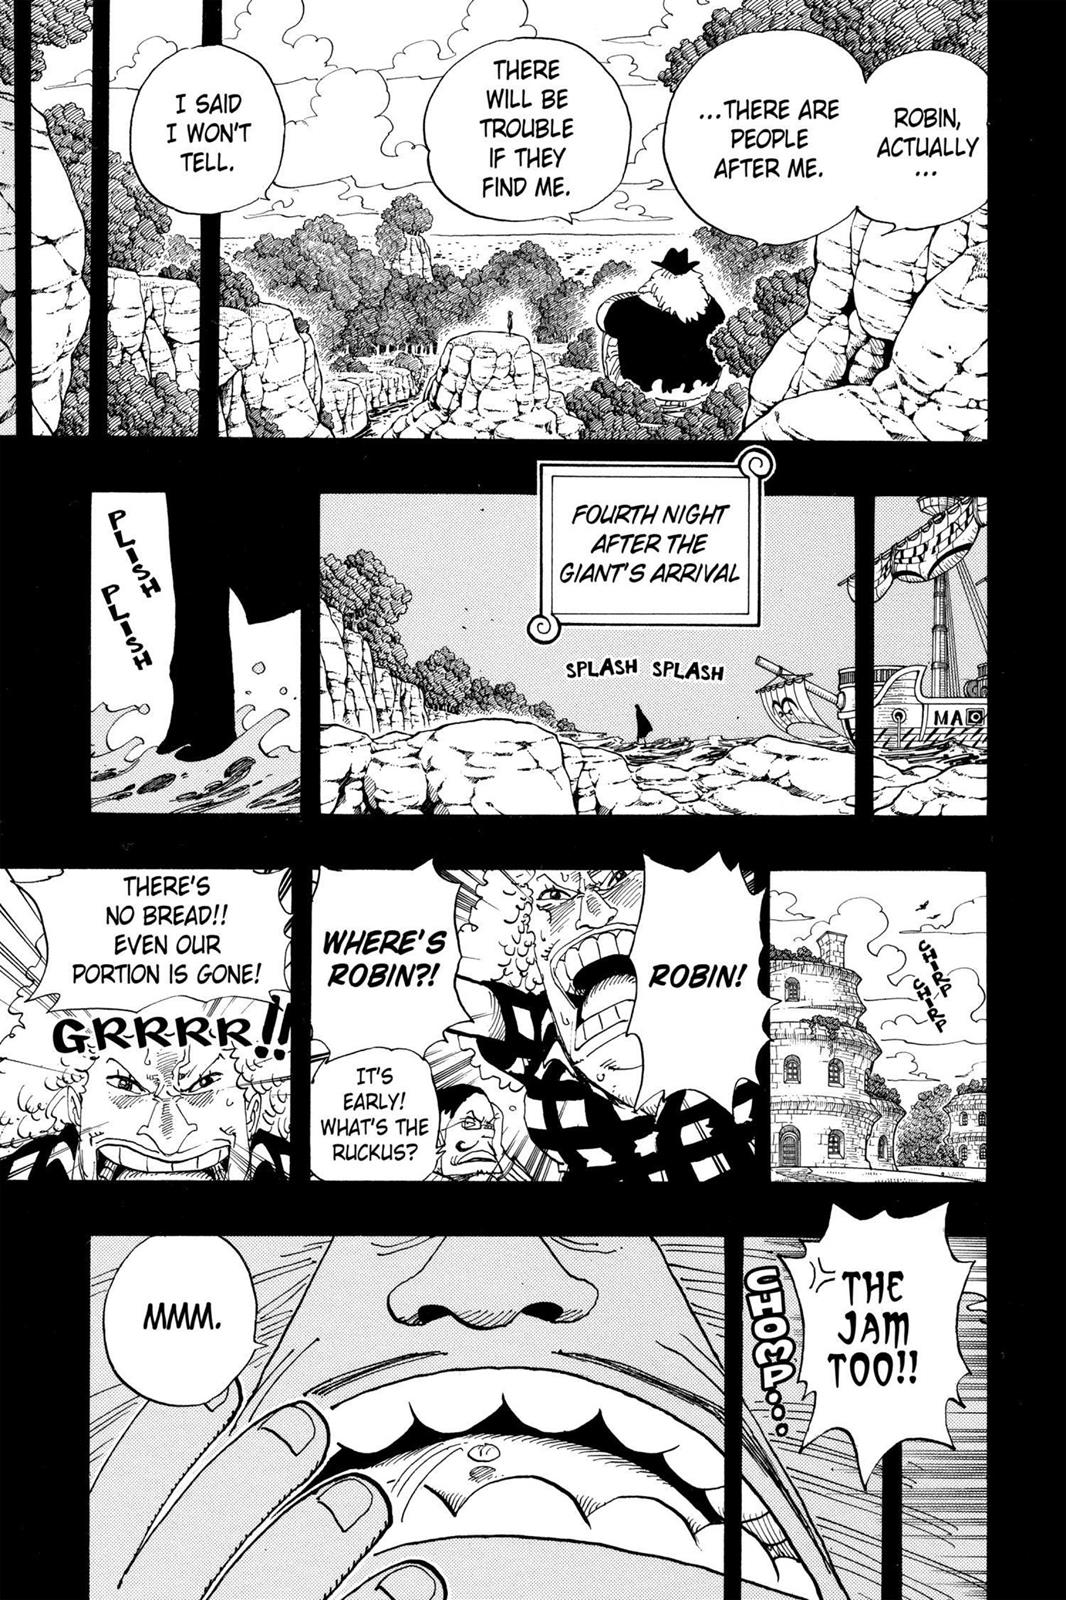 ROBIN,
ACTUALLY
...
...THERE ARE
PEOPLE
AFTER ME.
THERE
WILL BE
TROUBLE
IF THEY
FIND ME.
I SAID
I WON'T
TELL.
MA
FOURTH NIGHT
AFTER THE
GIANT'S ARRIVAL
SPLASH SPLASH
PLISH
PLISH
CHIRP
CHIRP
ROBIN!
WHERE'S
ROBIN?!
IT'S
EARLY!
WHAT'S THE
RUCKUS?
THERE'S
NO BREAD!!
EVEN OUR
PORTION IS GONE!
GRRRR!!
THE
JAM
TOO!!
CHOMP...
MMM.